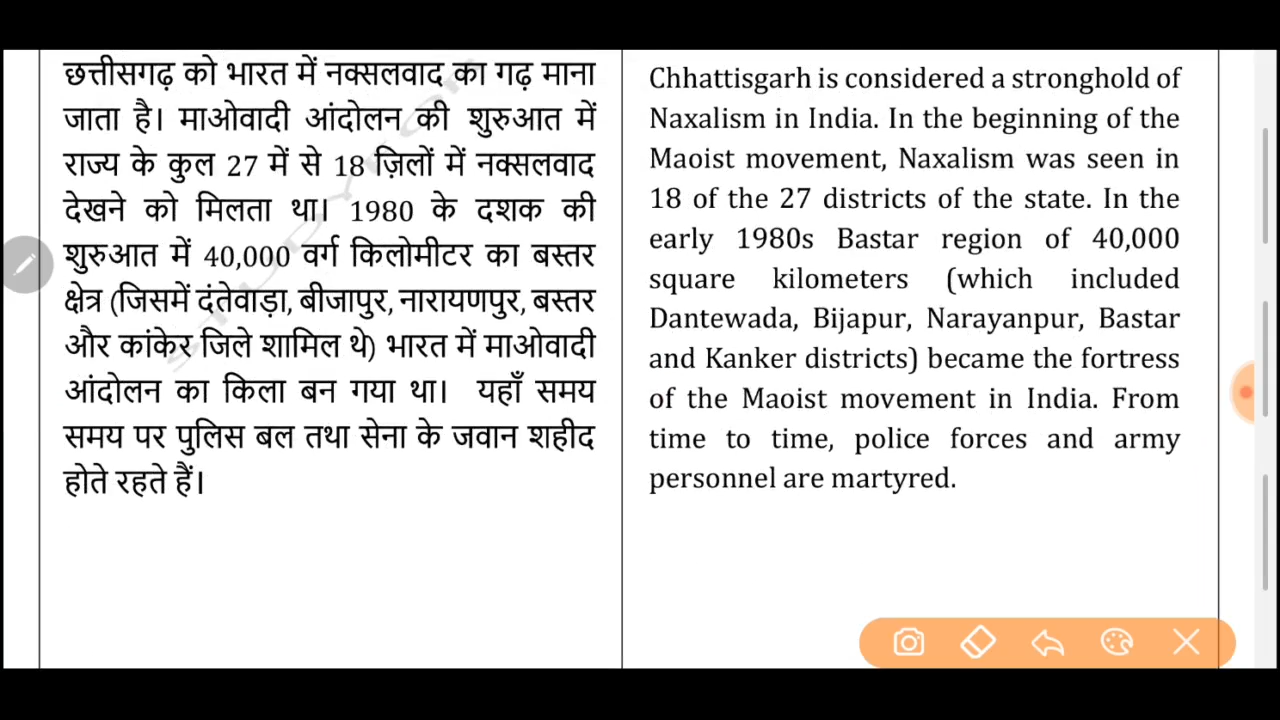 छत्तीसगढ़ को भारत में नक्सलवाद का गढ़ माना
जाता है। माओवादी आंदोलन की शुरुआत में
राज्य के कुल 27 में से 18 ज़िलों में नक्सलवाद
देखने को मिलता था। 1980 के दशक की
शुरुआत में 40,000 वर्ग किलोमीटर का बस्तर
क्षेत्र (जिसमें दंतेवाड़ा, बीजापुर, नारायणपुर, बस्तर
और कांकेर जिले शामिल थे) भारत में माओवादी
आंदोलन का किला बन गया था। यहाँ समय
समय पर पुलिस बल तथा सेना के जवान शहीद
होते रहते हैं।
Chhattisgarh is considered a stronghold of
Naxalism in India. In the beginning of the
Maoist movement, Naxalism was seen in
18 of the 27 districts of the state. In the
early 1980s Bastar region of 40,000
square kilometers (which included
Dantewada, Bijapur, Narayanpur, Bastar
and Kanker districts) became the fortress
of the Maoist movement in India. From
time to time, police forces and army
personnel are martyred.